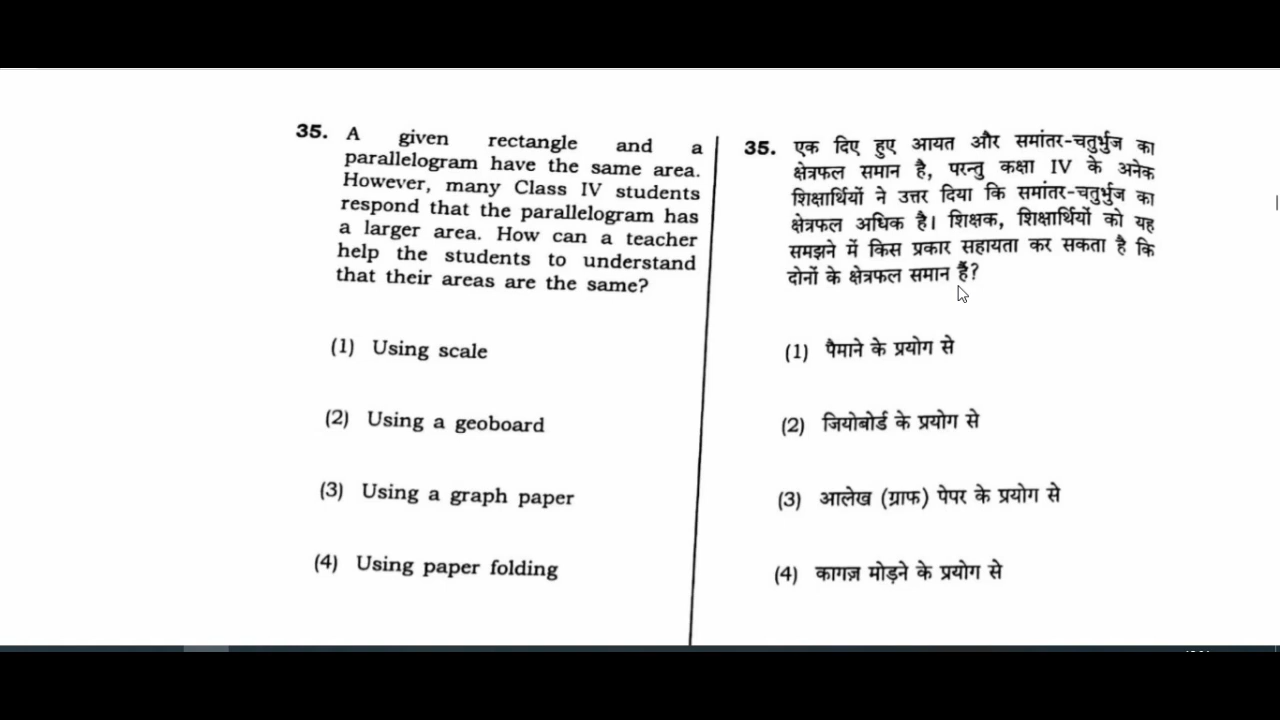 35. A given rectangle and a
parallelogram have the same area.
However, many Class IV students
respond that the parallelogram has
a larger area. How can a teacher
help the students to understand
that their areas are the same?
(1) Using scale
(2) Using a geoboard
(3) Using a graph paper
(4) Using paper folding
35. एक दिए हुए आयत और समांतर-चतुर्भुज का
क्षेत्रफल समान है, परन्तु कक्षा IV के अनेक
शिक्षार्थियों ने उत्तर दिया कि समांतर-चतुर्भुज का
क्षेत्रफल अधिक है। शिक्षक, शिक्षार्थियों को यह
समझने में किस प्रकार सहायता कर सकता है कि
दोनों के क्षेत्रफल समान हैं?
(1) पैमाने के प्रयोग से
(2) जियोबोर्ड के प्रयोग से
(3) आलेख (ग्राफ) पेपर के प्रयोग से
(4) कागज़ मोड़ने के प्रयोग से